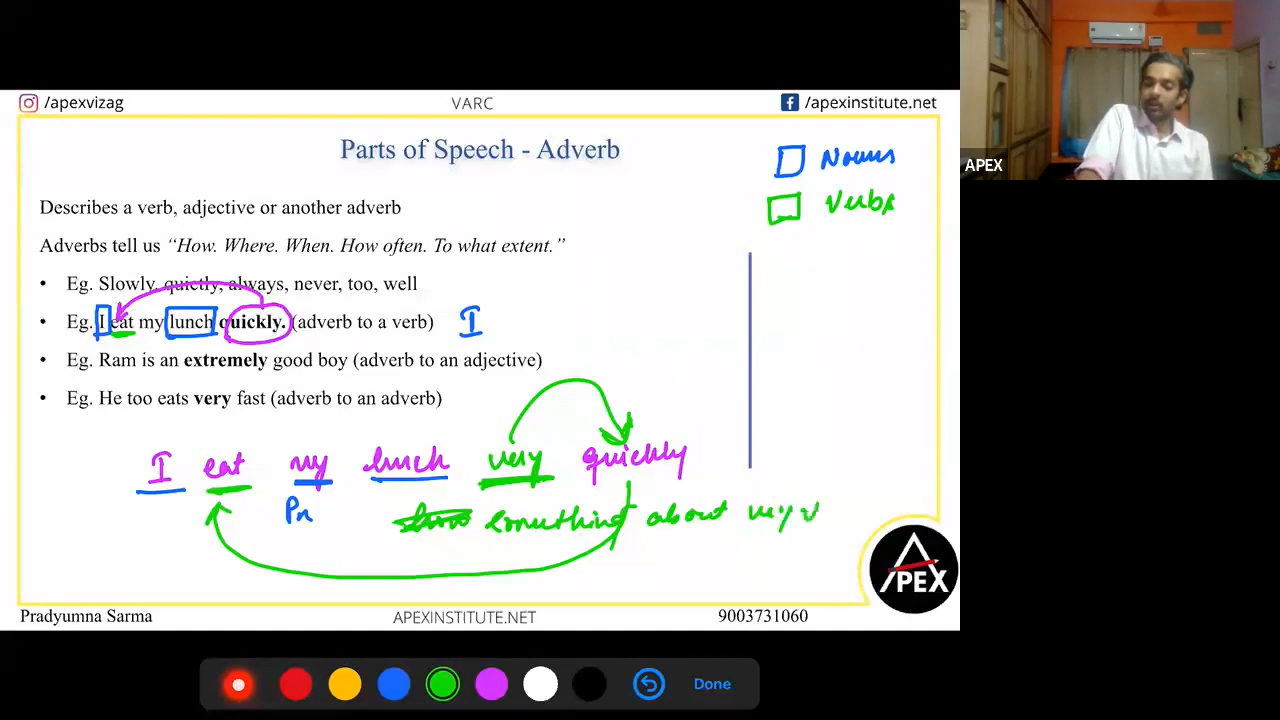 /apexvizag
VARC
/apexinstitute.net
Parts of Speech - Adverb
Nouns
Verbs
APEX
Describes a verb, adjective or another adverb
Adverbs tell us “How. Where. When. How often. To what extent.”
• Eg. Slowly, quietly, always, never, too, well
• Eg. I eat my lunch quickly. (adverb to a verb) I
• Eg. Ram is an extremely good boy (adverb to an adjective)
• Eg. He too eats very fast (adverb to an adverb)
I eat my lunch very quickly
Pn
something about my v
APEX
Pradyumna Sarma
APEXINSTITUTE.NET
9003731060
Done